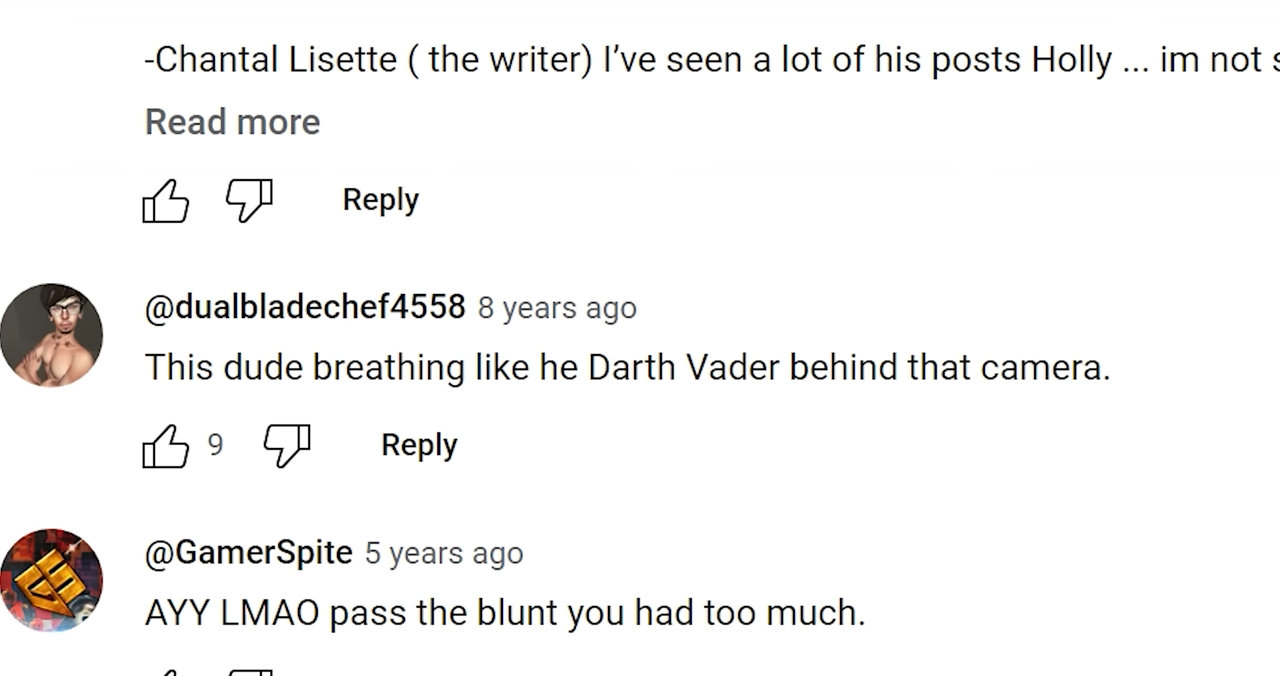 -Chantal Lisette ( the writer) I’ve seen a lot of his posts Holly ... im not
Read more
Reply
@dualbladechef4558 8 years ago
This dude breathing like he Darth Vader behind that camera.
9 Reply
@GamerSpite 5 years ago
AYY LMAO pass the blunt you had too much.